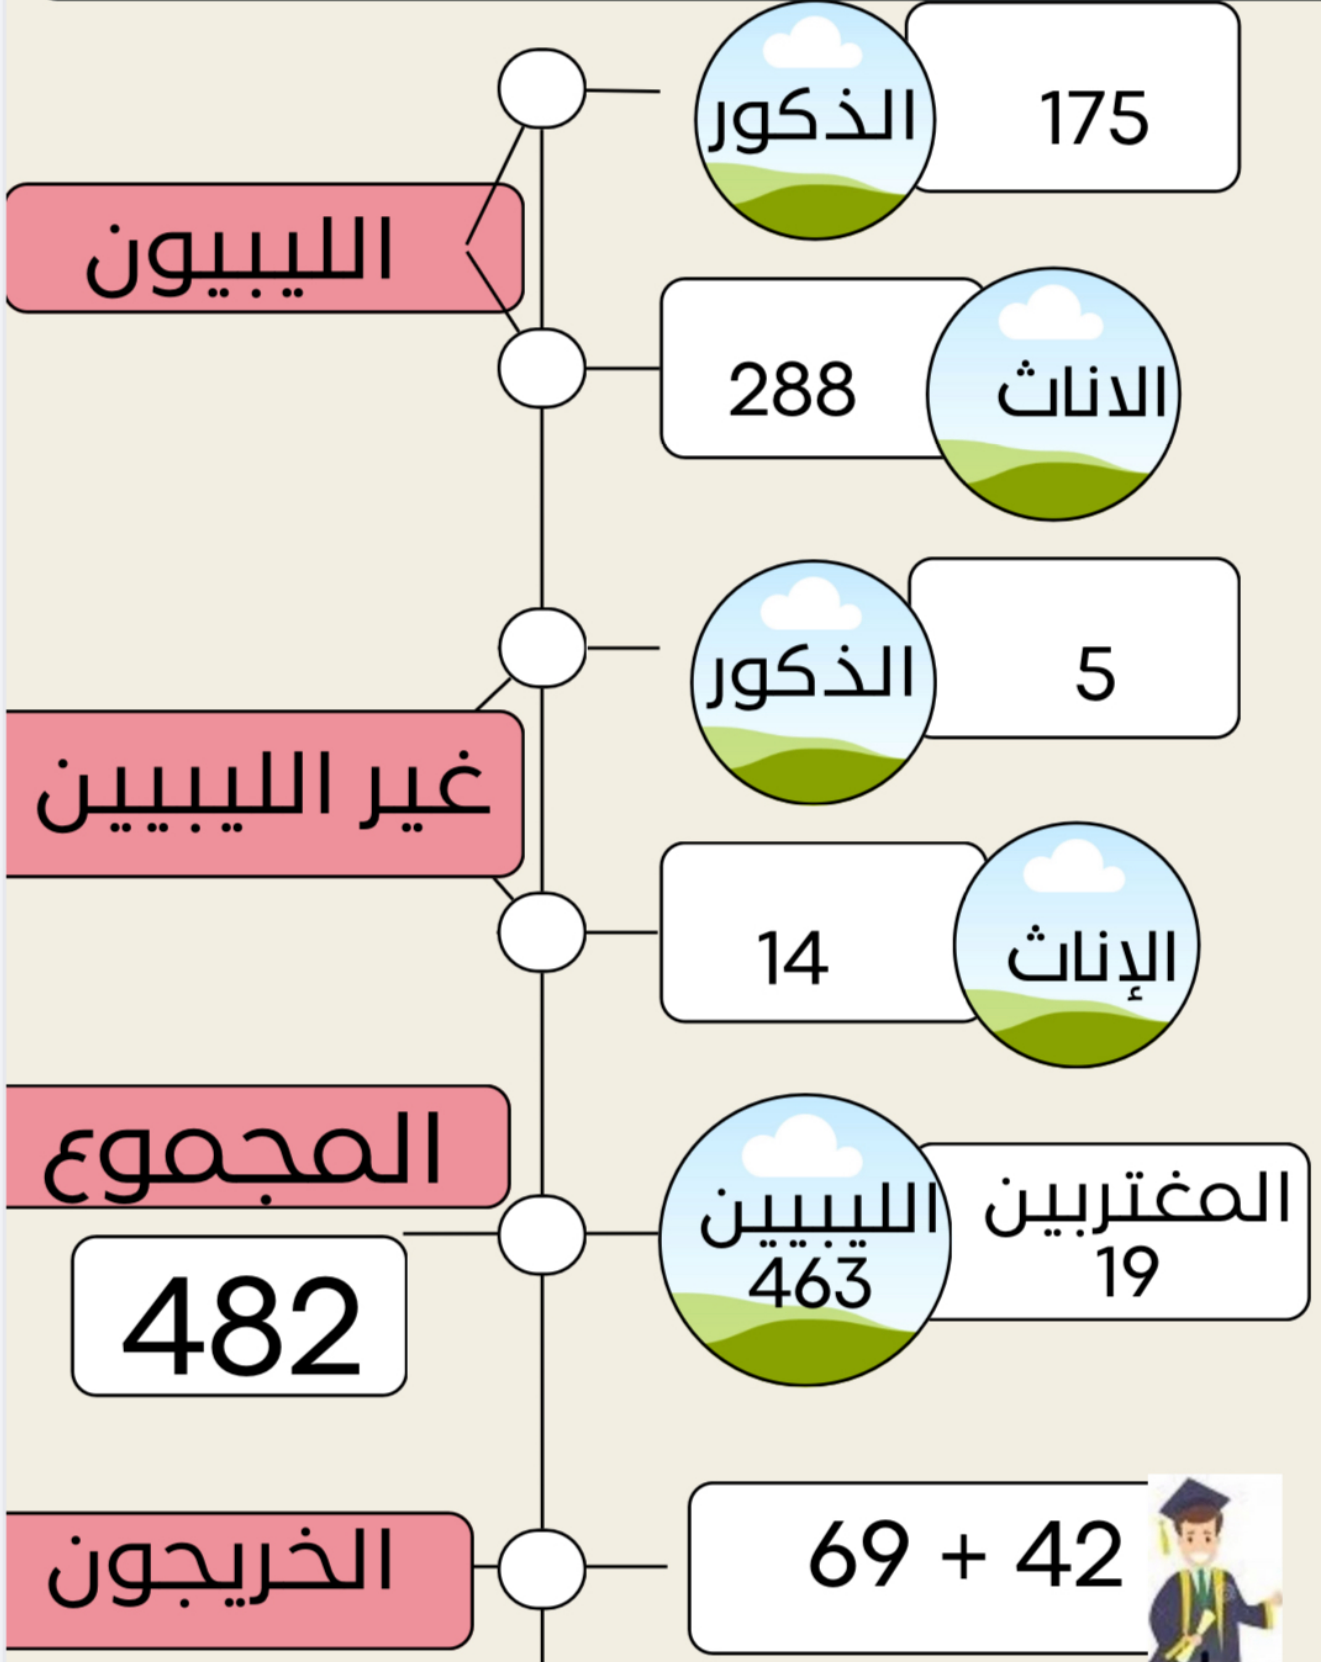 الذكور
175
الليبيون
288
الاناث
الذكور
5
غير الليبيين
14
الإناث
المجموع
482
الليبيين
463
المغتربين
19
الخريجون
69 + 42